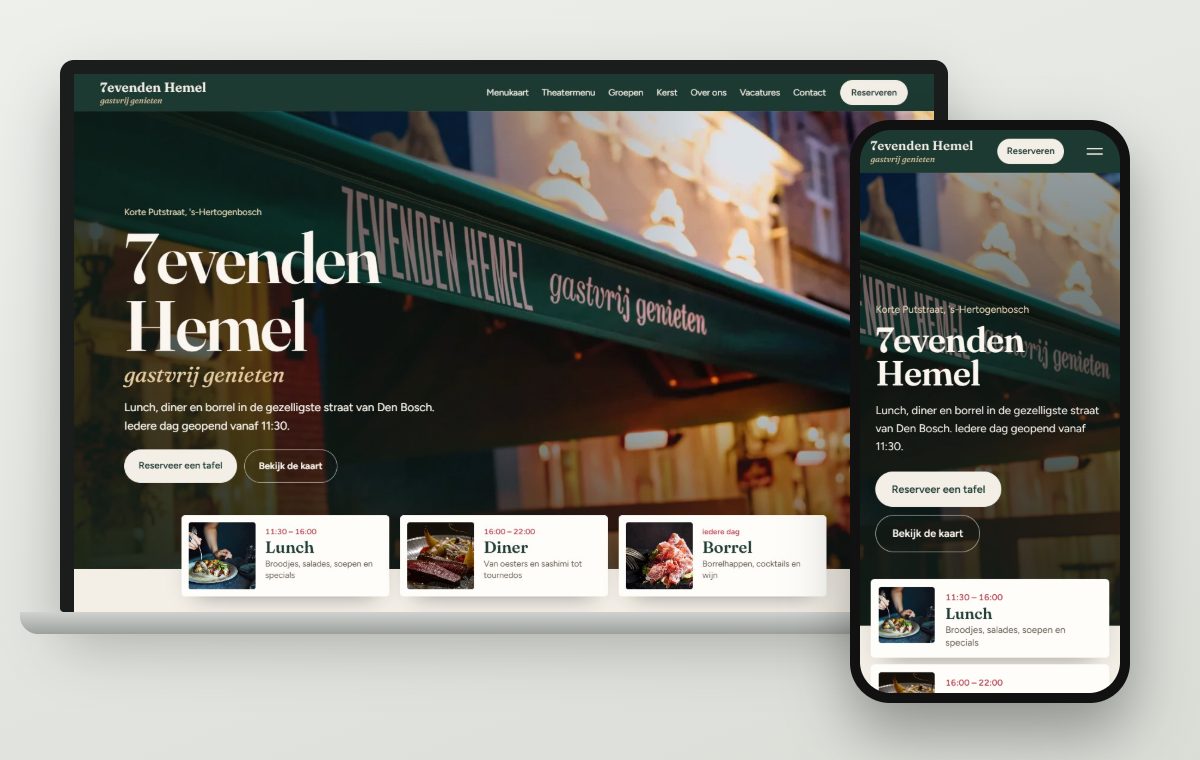 7evenden Hemel
gastvrij genieten
Menukaart Theatermenu Groepen Kerst Over ons Vacatures Contact Reserveren
7EVENDEN HEMEL gastvrij genieten
Korte Putstraat, 's-Hertogenbosch
7evenden
Hemel
gastvrij genieten
Lunch, diner en borrel in de gezelligste straat van Den Bosch.
Iedere dag geopend vanaf 11:30.
Reserveer een tafel
Bekijk de kaart
11:30 – 16:00
Lunch
Broodjes, salades, soepen en
specials
16:00 – 22:00
Diner
Van oesters en sashimi tot
tournedos
iedere dag
Borrel
Borrelhappen, cocktails en
wijn
7evenden Hemel
gastvrij genieten
Reserveren
ENDEN HEMEL gastvrij genieten
Korte Putstraat, 's-Hertogenbosch
7evenden
Hemel
Lunch, diner en borrel in de gezelligste straat
van Den Bosch. Iedere dag geopend vanaf
11:30.
Reserveer een tafel
Bekijk de kaart
11:30 – 16:00
Lunch
Broodjes, salades, soepen en
specials
16:00 – 22:00